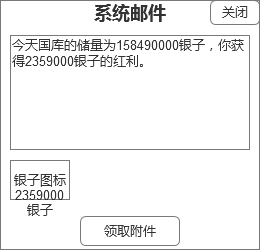 系统邮件
关闭
今天国库的储量为158490000银子，你获
得2359000银子的红利。
银子图标
2359000
银子
领取附件